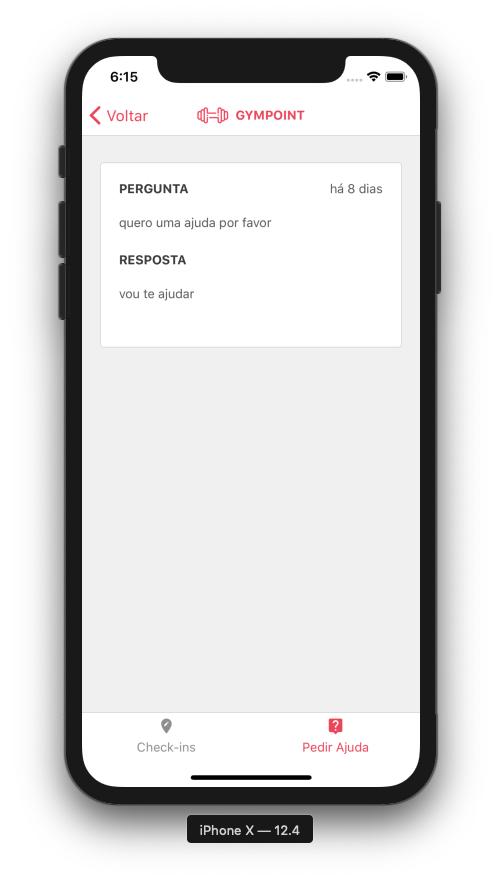 6:15
Voltar
GYMPOINT
PERGUNTA há 8 dias
quero uma ajuda por favor
RESPOSTA
vou te ajudar
Check-ins
Pedir Ajuda
iPhone X — 12.4